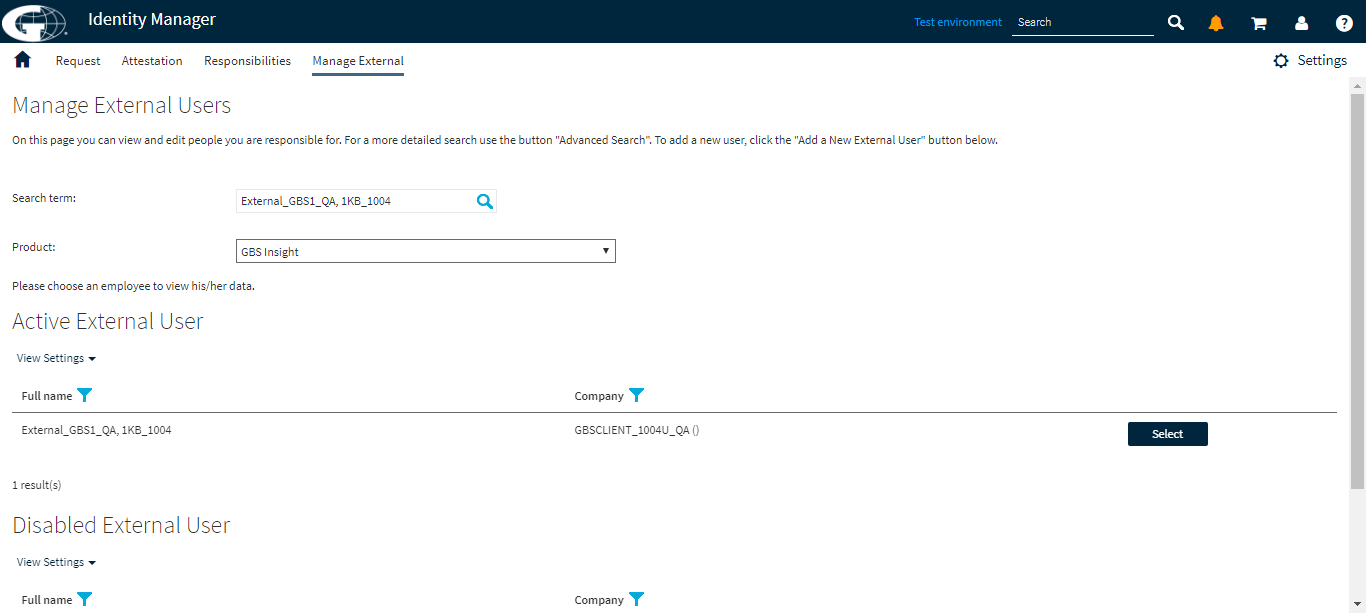 Identity Manager
Test environment
Search
Request Attestation Responsibilities Manage External
Settings
Manage External Users
On this page you can view and edit people you are responsible for. For a more detailed search use the button "Advanced Search". To add a new user, click the "Add a New External User" button below.
Search term:
External_GBS1_QA, 1KB_1004
Product:
GBS Insight
Please choose an employee to view his/her data.
Active External User
View Settings
Full name Company
External_GBS1_QA, 1KB_1004 GBSCLIENT_1004U_QA () Select
1 result(s)
Disabled External User
View Settings
Full name Company